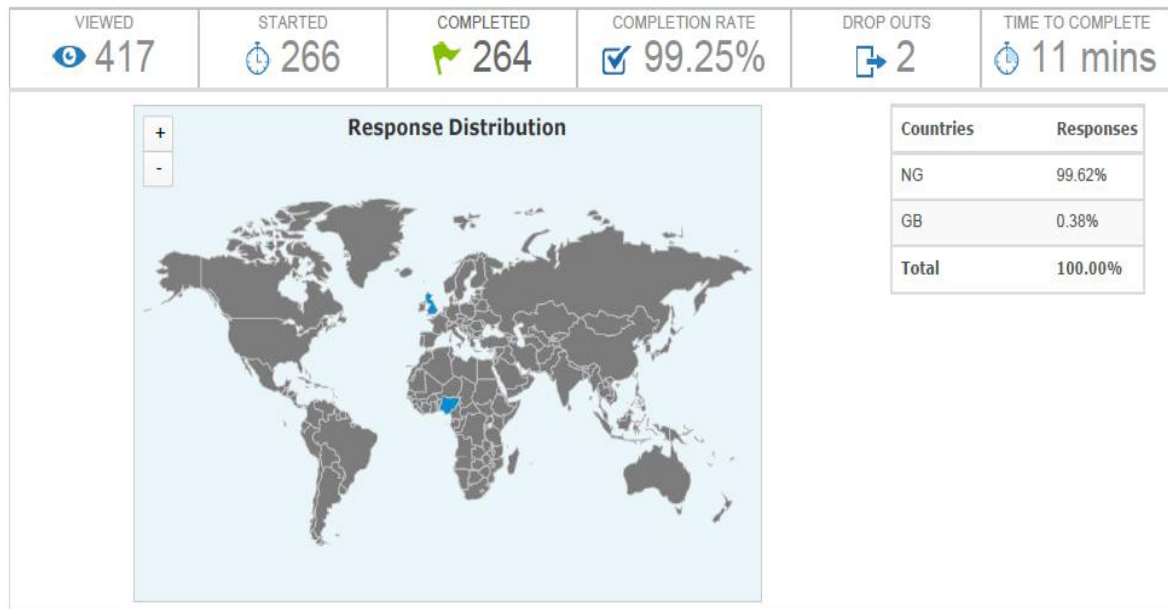 VIEWED STARTED COMPLETED COMPLETION RATE DROP OUTS TIME TO COMPLETE
417 266 264 99.25% 2 11 mins
+
-
Response Distribution
Countries Responses
NG 99.62%
GB 0.38%
Total 100.00%